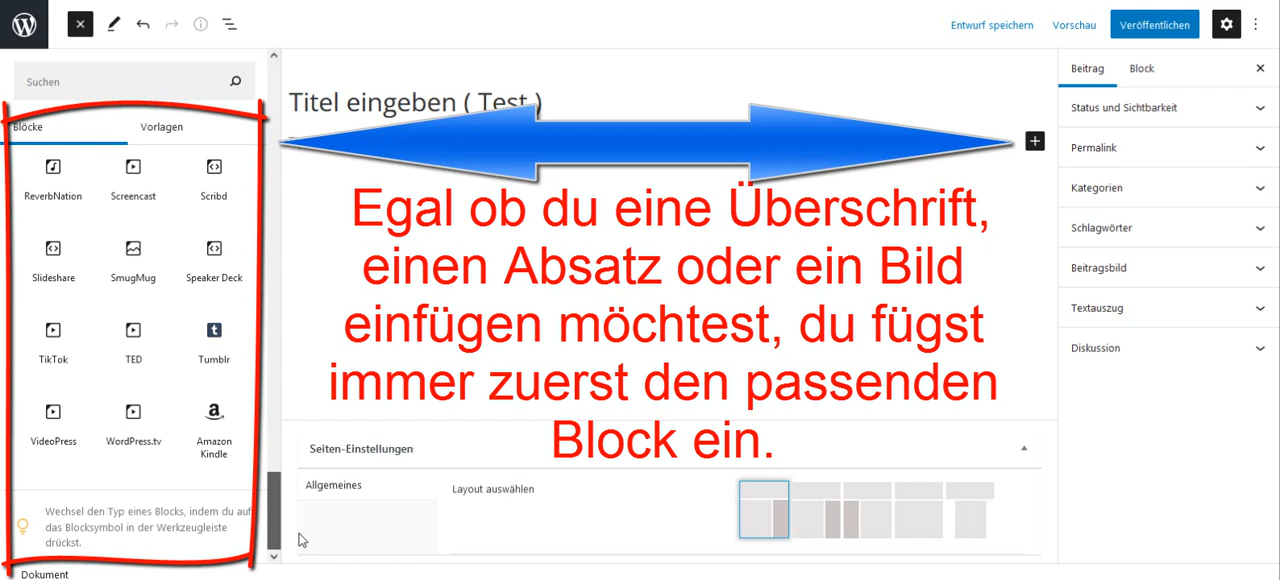 Entwurf speichern Vorschau Veröffentlichen
Suchen
Blöcke Vorlagen
ReverbNation Screencast Scribd
Slideshare SmugMug Speaker Deck
TikTok TED Tumblr
VideoPress WordPress.tv Amazon Kindle
Wechsel den Typ eines Blocks, indem du auf
das Blocksymbol in der Werkzeugleiste
drückst.
Dokument
Titel eingeben ( Test )
Egal ob du eine Überschrift,
einen Absatz oder ein Bild
einfügen möchtest, du fügst
immer zuerst den passenden
Block ein.
Seiten-Einstellungen
Allgemeines
Layout auswählen
Beitrag Block
Status und Sichtbarkeit
Permalink
Kategorien
Schlagwörter
Beitragsbild
Textauszug
Diskussion